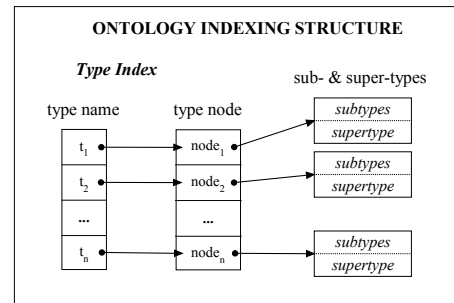 ONTOLOGY INDEXING STRUCTURE
Type Index
sub- & super-types
type name type node
subtypes
supertype
t1 node1
subtypes
supertype
t2 node2
... ...
subtypes
supertype
tn noden